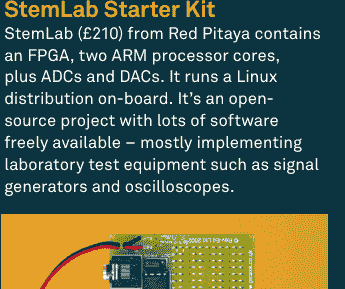 StemLab Starter Kit
StemLab (£210) from Red Pitaya contains
an FPGA, two ARM processor cores,
plus ADCs and DACs. It runs a Linux
distribution on-board. It’s an open-
source project with lots of software
freely available – mostly implementing
laboratory test equipment such as signal
generators and oscilloscopes.